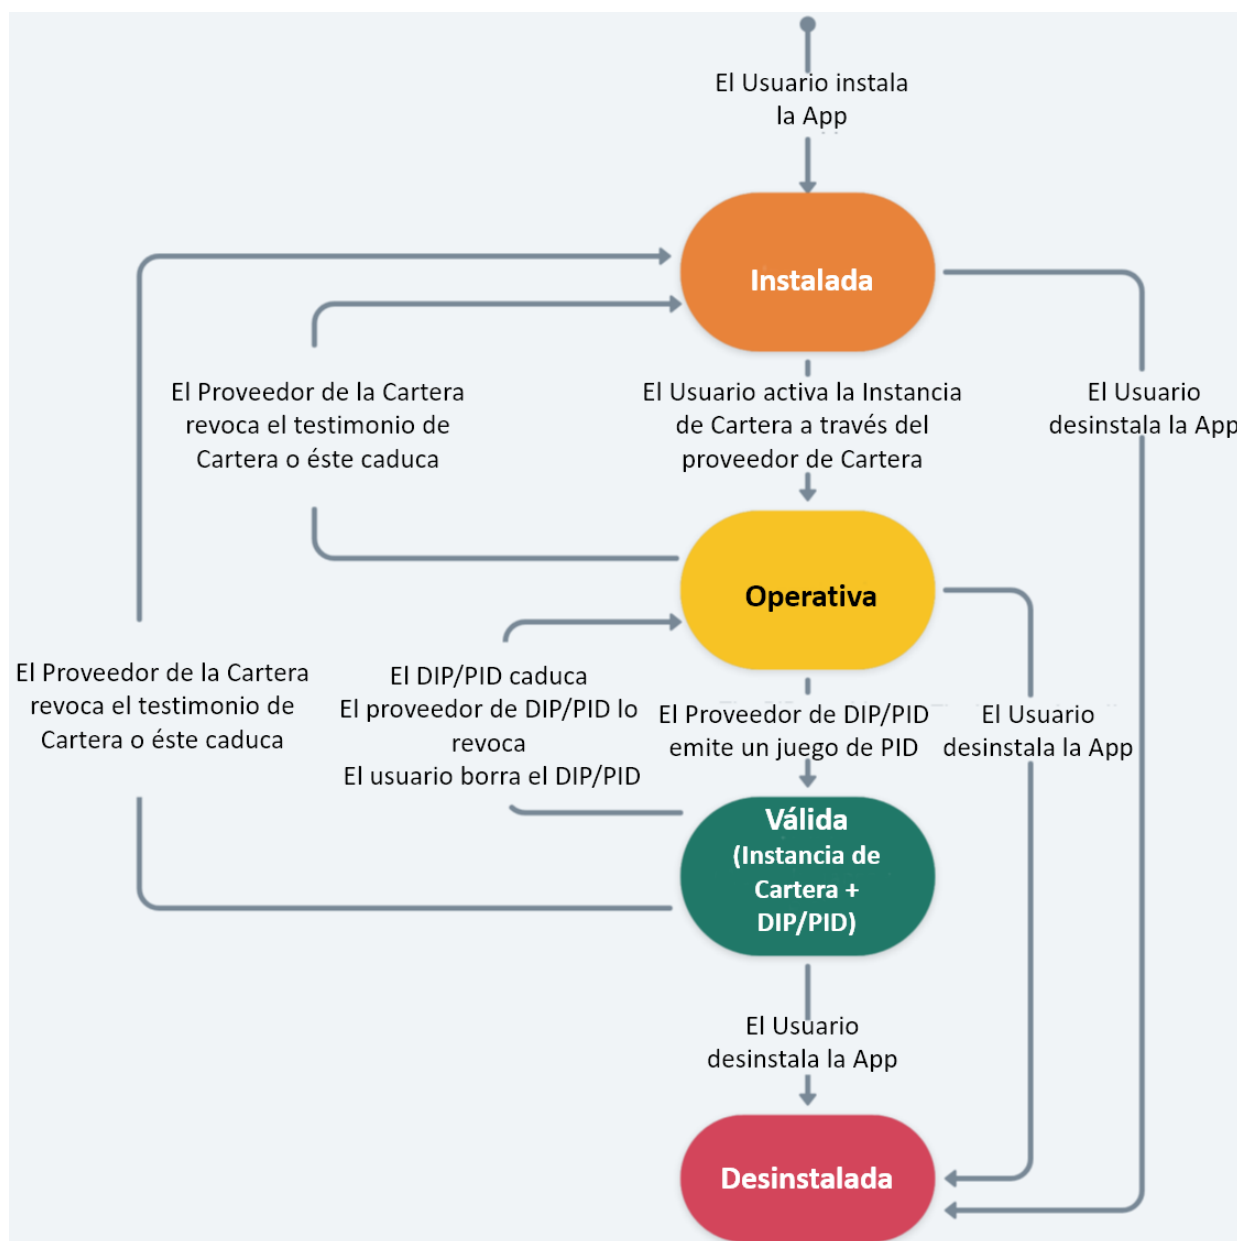 El Usuario instala
la App
Instalada
El Proveedor de la Cartera
revoca el testimonio de
Cartera o éste caduca
El Usuario activa la Instancia
de Cartera a través del
proveedor de Cartera
El Usuario
desinstala la App
Operativa
El Proveedor de la Cartera
revoca el testimonio de
Cartera o éste caduca
El DIP/PID caduca
El proveedor de DIP/PID lo
revoca
El usuario borra el DIP/PID
El Proveedor de DIP/PID
emite un juego de PID
El Usuario
desinstala la App
Válida
(Instancia de
Cartera +
DIP/PID)
El Usuario
desinstala la App
Desinstalada